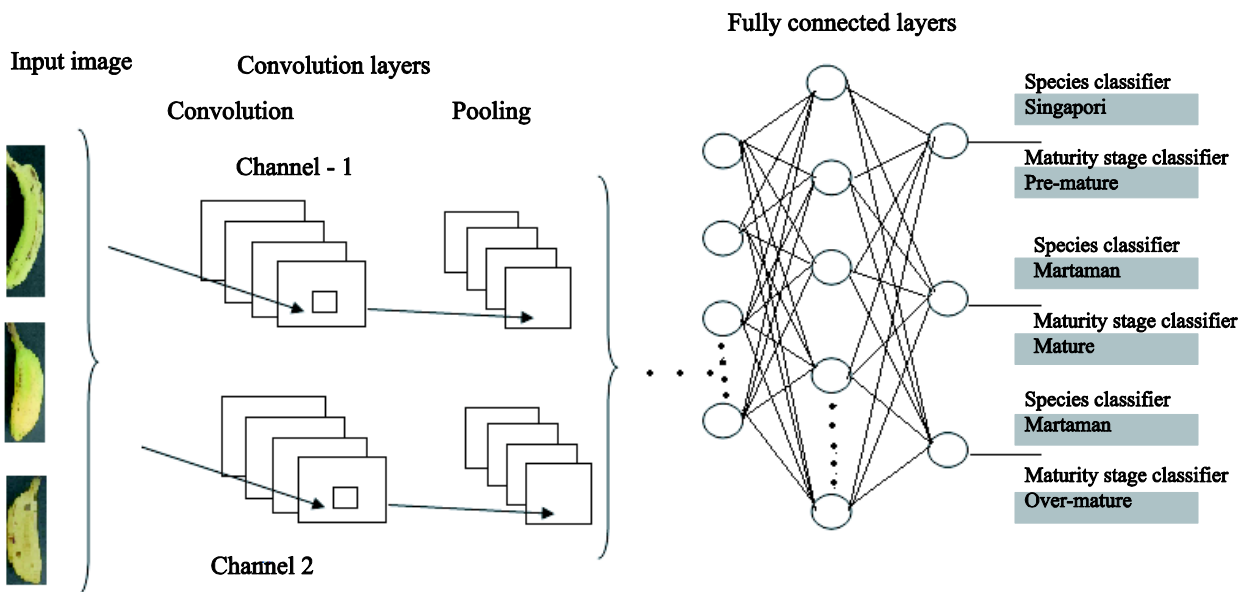 Fully connected layers
Input image
Convolution layers
Convolution
Pooling
Channel - 1
Channel 2
Species classifier
Singapori
Maturity stage classifier
Pre-mature
Species classifier
Martaman
Maturity stage classifier
Mature
Species classifier
Martaman
Maturity stage classifier
Over-mature